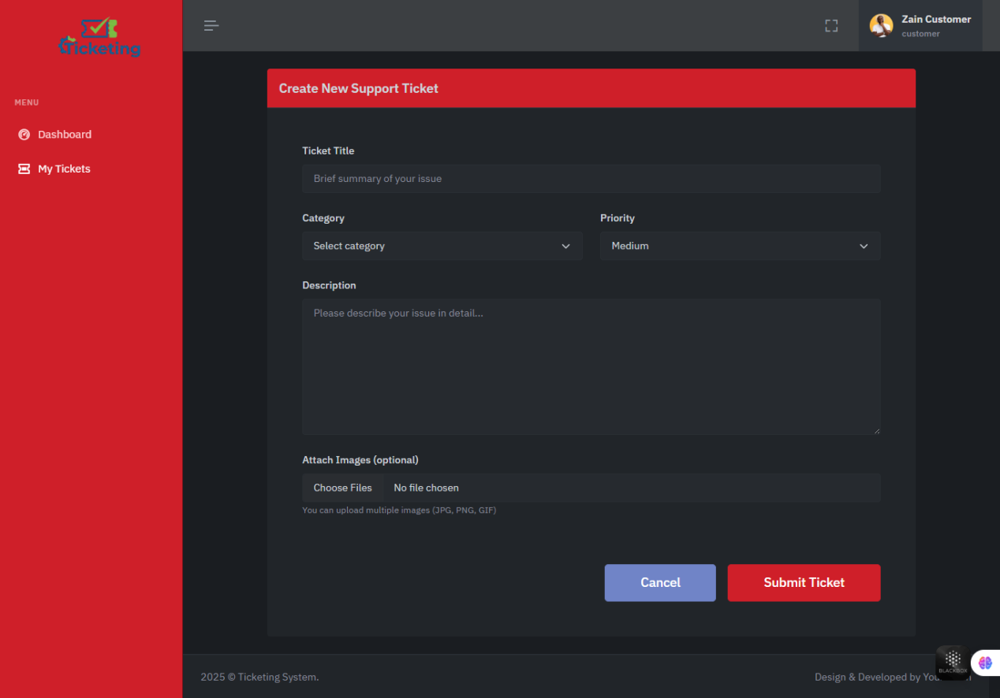 Ticketing
Zain Customer
customer
MENU
Dashboard
My Tickets
Create New Support Ticket
Ticket Title
Brief summary of your issue
Category
Priority
Select category
Medium
Description
Please describe your issue in detail...
Attach Images (optional)
Choose Files
No file chosen
You can upload multiple images (JPG, PNG, GIF)
Cancel
Submit Ticket
BLACKBOX
2025 © Ticketing System.
Design & Developed by